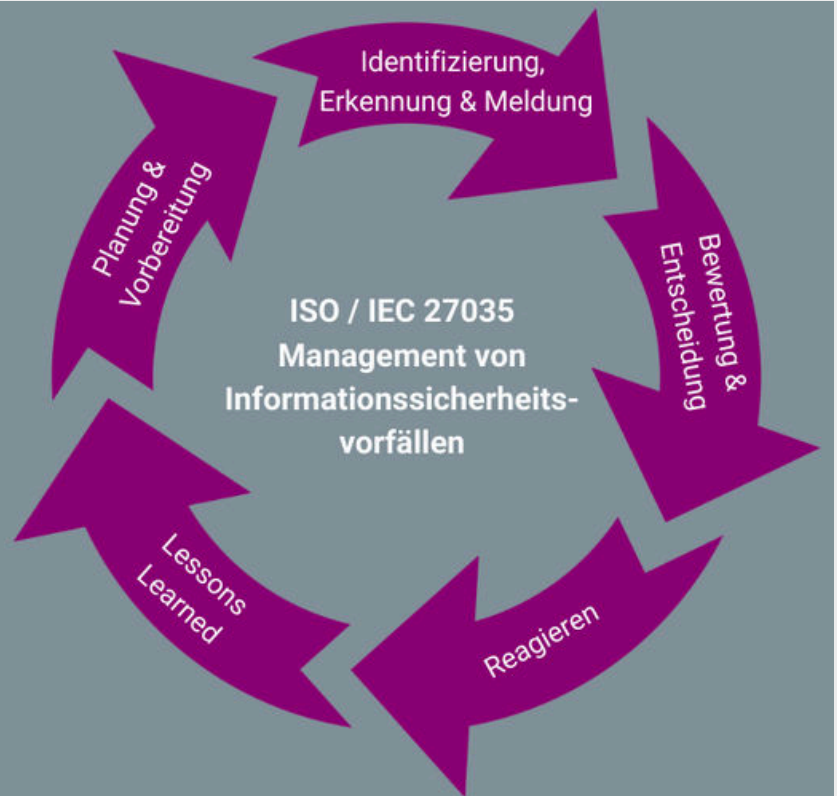 Identifizierung,
Erkennung & Meldung
Bewertung &
Entscheidung
Reagieren
Lessons
Learned
Planung &
Vorbereitung
ISO / IEC 27035
Management von
Informationssicherheits-
vorfällen